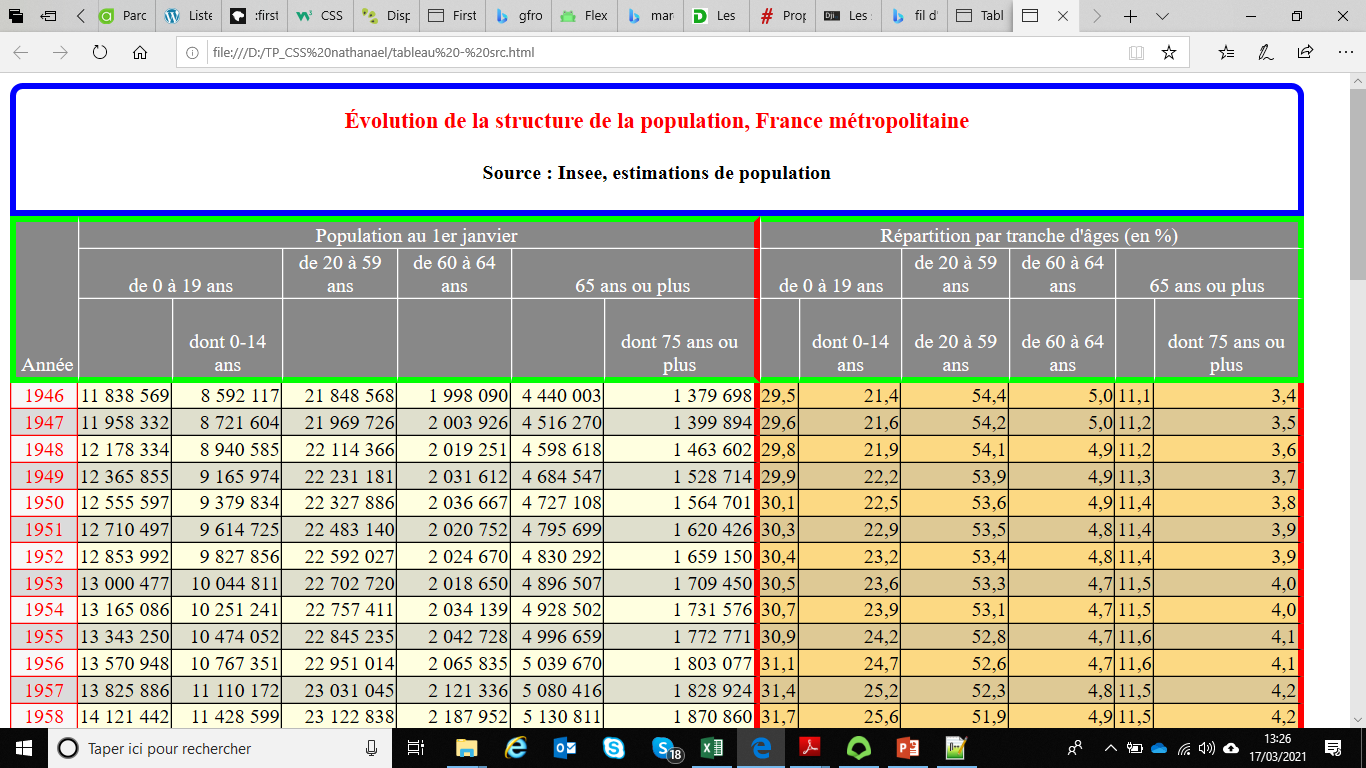 Parc
Liste
:first
CSS
Disp
First
gfro
Flex
mar
Les
Prop
Les :
fil d'
Tabl
file:///D:/TP_CSS%20nathanael/tableau%20-%20src.html
Évolution de la structure de la population, France métropolitaine
Source : Insee, estimations de population
Population au 1er janvier Répartition par tranche d'âges (en %)
de 0 à 19 ans de 20 à 59 ans de 60 à 64 ans 65 ans ou plus de 0 à 19 ans de 20 à 59 ans de 60 à 64 ans 65 ans ou plus
Année dont 0-14 ans dont 75 ans ou plus dont 0-14 ans de 20 à 59 ans de 60 à 64 ans dont 75 ans ou plus
1946 11 838 569 8 592 117 21 848 568 1 998 090 4 440 003 1 379 698 29,5 21,4 54,4 5,0 11,1 3,4
1947 11 958 332 8 721 604 21 969 726 2 003 926 4 516 270 1 399 894 29,6 21,6 54,2 5,0 11,2 3,5
1948 12 178 334 8 940 585 22 114 366 2 019 251 4 598 618 1 463 602 29,8 21,9 54,1 4,9 11,2 3,6
1949 12 365 855 9 165 974 22 231 181 2 031 612 4 684 547 1 528 714 29,9 22,2 53,9 4,9 11,3 3,7
1950 12 555 597 9 379 834 22 327 886 2 036 667 4 727 108 1 564 701 30,1 22,5 53,6 4,9 11,4 3,8
1951 12 710 497 9 614 725 22 483 140 2 020 752 4 795 699 1 620 426 30,3 22,9 53,5 4,8 11,4 3,9
1952 12 853 992 9 827 856 22 592 027 2 024 670 4 830 292 1 659 150 30,4 23,2 53,4 4,8 11,4 3,9
1953 13 000 477 10 044 811 22 702 720 2 018 650 4 896 507 1 709 450 30,5 23,6 53,3 4,7 11,5 4,0
1954 13 165 086 10 251 241 22 757 411 2 034 139 4 928 502 1 731 576 30,7 23,9 53,1 4,7 11,5 4,0
1955 13 343 250 10 474 052 22 845 235 2 042 728 4 996 659 1 772 771 30,9 24,2 52,8 4,7 11,6 4,1
1956 13 570 948 10 767 351 22 951 014 2 065 835 5 039 670 1 803 077 31,1 24,7 52,6 4,7 11,6 4,1
1957 13 825 886 11 110 172 23 031 045 2 121 336 5 080 416 1 828 924 31,4 25,2 52,3 4,8 11,5 4,2
1958 14 121 442 11 428 599 23 122 838 2 187 952 5 130 811 1 870 860 31,7 25,6 51,9 4,9 11,5 4,2
Taper ici pour rechercher
18
13:26
17/03/2021